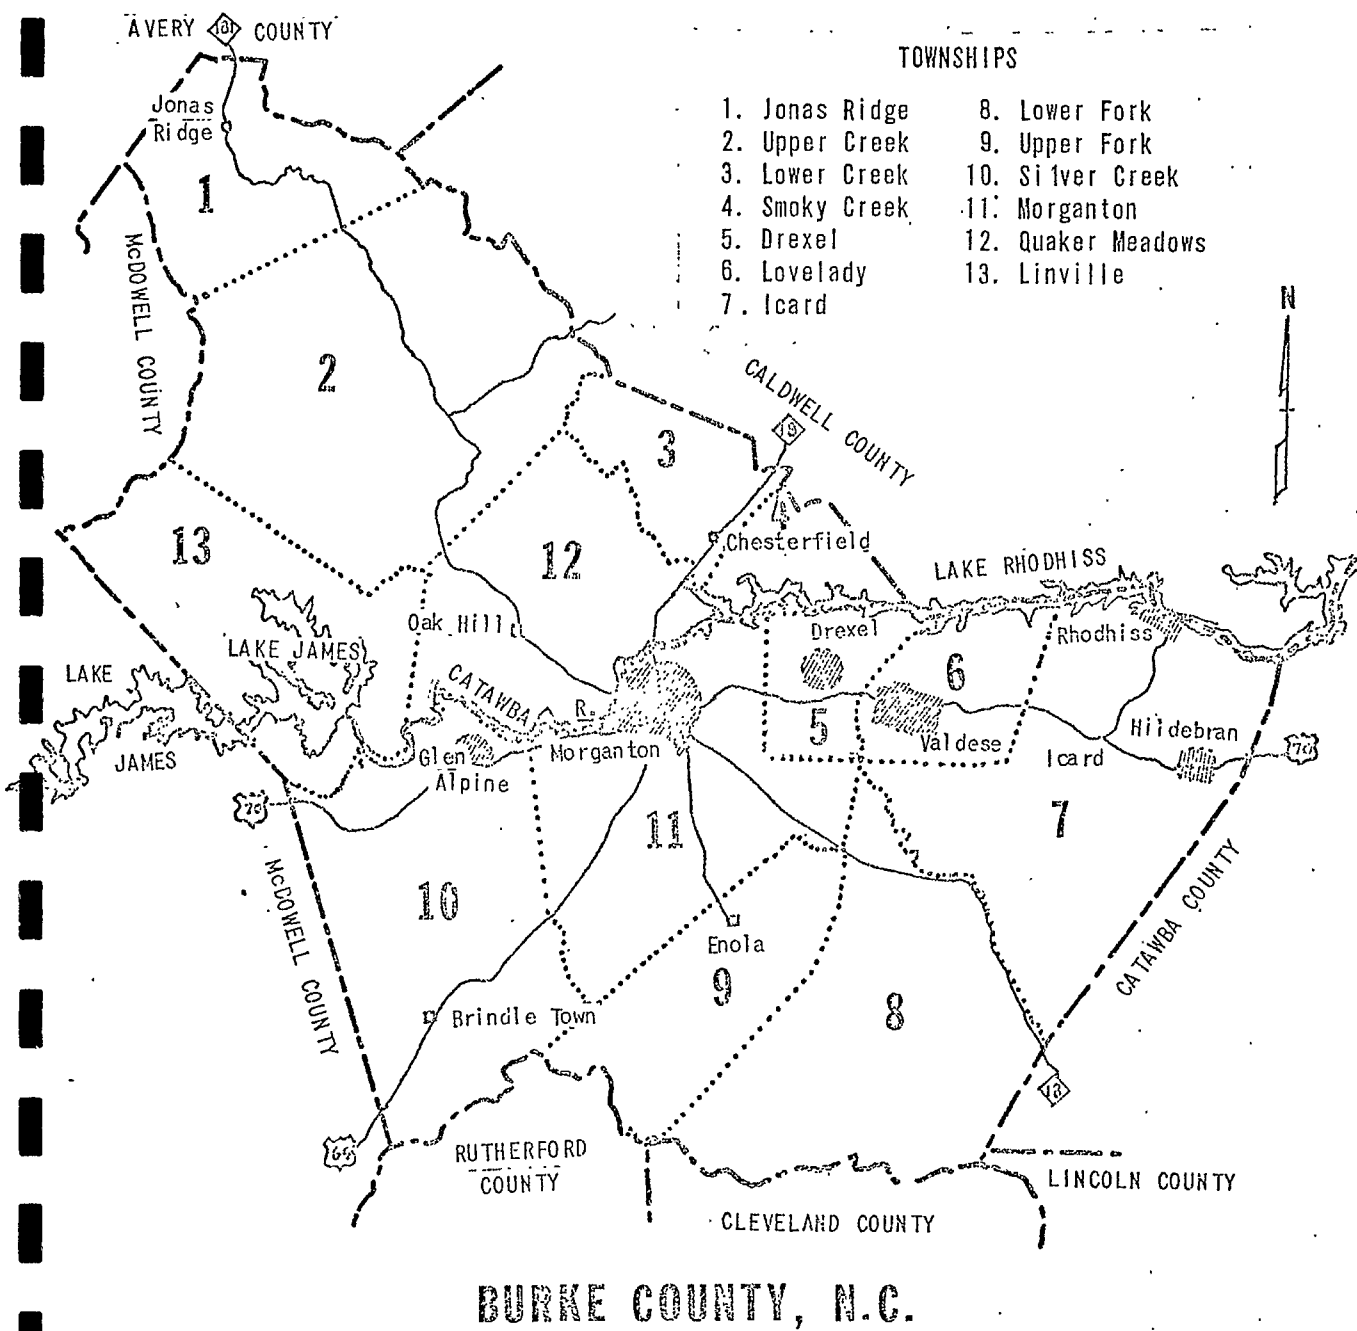 AVERY 181 COUNTY
TOWNSHIPS
1. Jonas Ridge
2. Upper Creek
3. Lower Creek
4. Smoky Creek
5. Drexel
6. Lovelady
7. Icard
8. Lower Fork
9. Upper Fork
10. Silver Creek
11. Morganton
12. Quaker Meadows
13. Linville
Jonas
Ridge
1
McDOWELL COUNTY
N
2
CALDWELL COUNTY
3
4
13
12
Chesterfield
LAKE RHODHISS
Oak Hill
Drexel
Rhodhiss
LAKE JAMES
LAKE
JAMES
CATAWBA
R.
6
5
Valdese
Hildebran
Icard
70
Glen
Alpine
Morganton
70
11
7
McDOWELL COUNTY
10
Enola
9
CATAWBA COUNTY
Brindle Town
8
18
RUTHERFORD
COUNTY
LINCOLN COUNTY
CLEVELAND COUNTY
BURKE COUNTY, N.C.